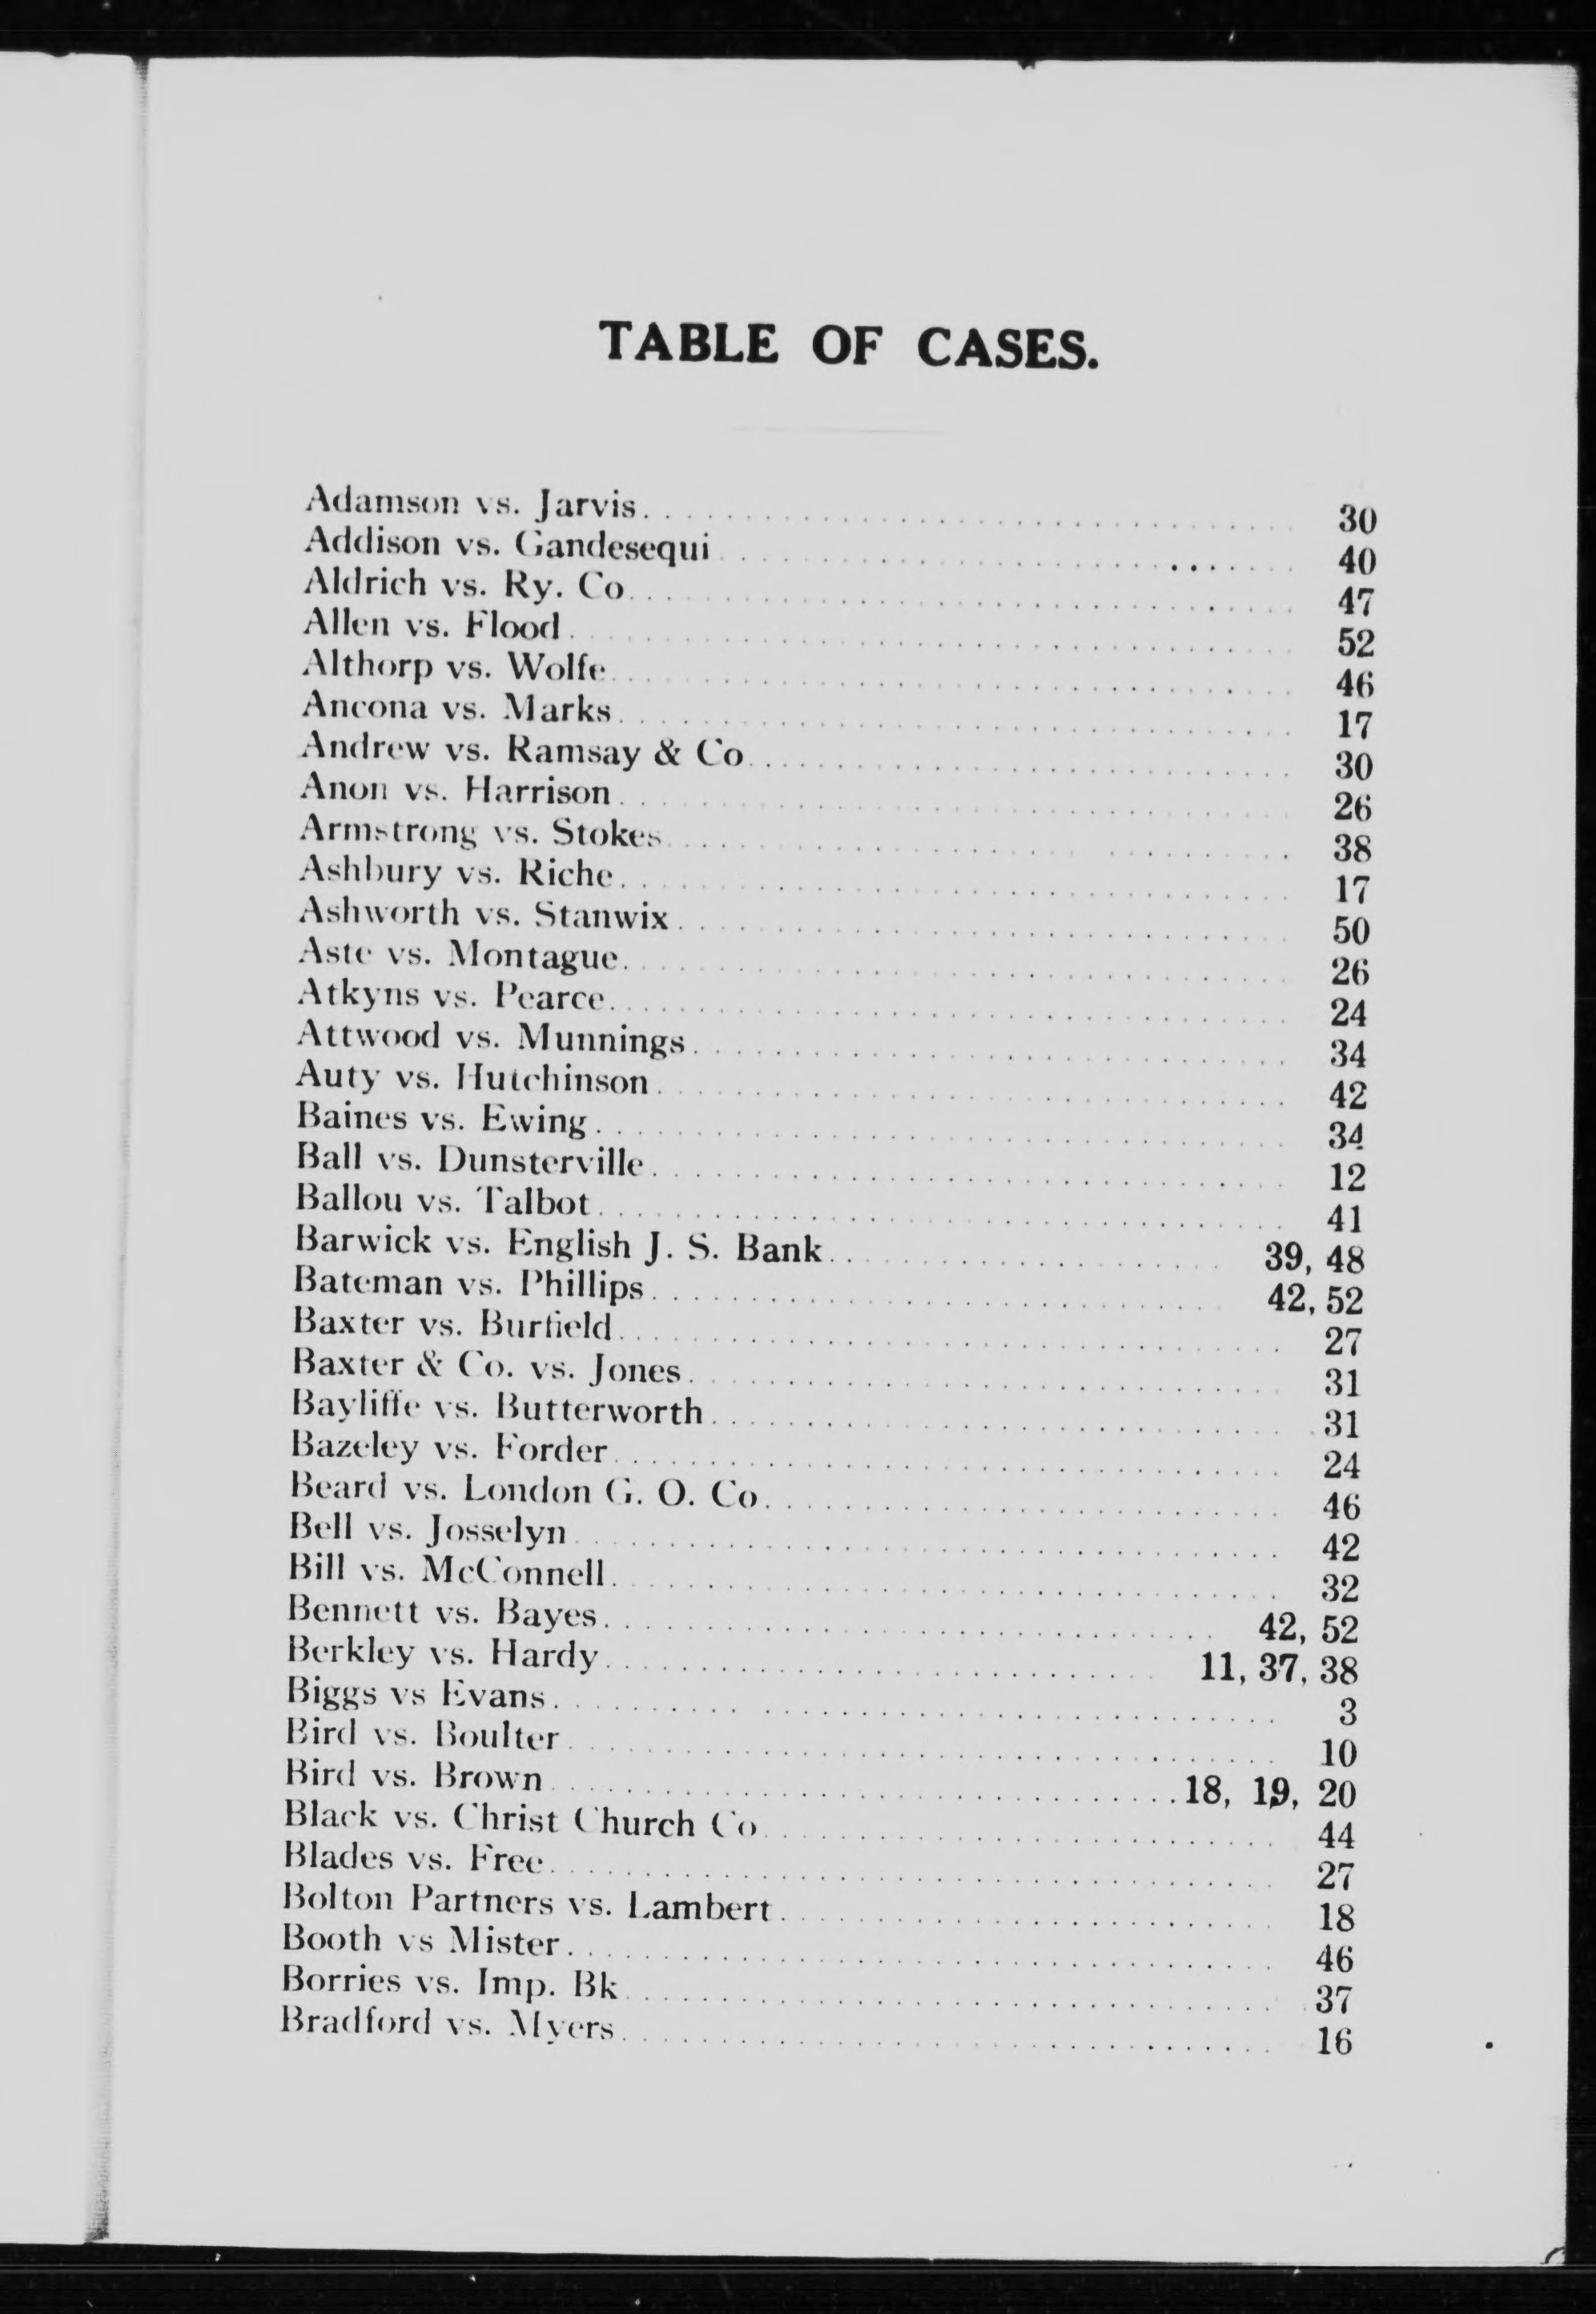 TABLE OF CASES.
Adamson vs. Jarvis. 30
Addison vs. Gandesequi 40
Aldrich vs. Ry. Co. 47
Allen vs. Flood 52
Althorp vs. Wolfe 46
Ancona vs. Marks 17
Andrew vs. Ramsay & Co. 30
Anon vs. Harrison 26
Armstrong vs. Stokes 38
Ashbury vs. Riche 17
Ashworth vs. Stanwix 50
Aste vs. Montague 26
Atkyns vs. Pearce 24
Attwood vs. Munnings 34
Auty vs. Hutchinson 42
Baines vs. Ewing 34
Ball vs. Dunsterville 12
Ballou vs. Talbot 41
Barwick vs. English J. S. Bank 39, 48
Bateman vs. Phillips 42, 52
Baxter vs. Burfield 27
Baxter & Co. vs. Jones 31
Bayliffe vs. Butterworth 31
Bazeley vs. Forder 24
Beard vs. London G. O. Co. 46
Bell vs. Josselyn 42
Bill vs. McConnell 32
Bennett vs. Bayes 42, 52
Berkley vs. Hardy 11, 37, 38
Biggs vs Evans 3
Bird vs. Boulter 10
Bird vs. Brown 18, 19, 20
Black vs. Christ Church Co. 44
Blades vs. Free 27
Bolton Partners vs. Lambert 18
Booth vs Mister 46
Borries vs. Imp. Bk 37
Bradford vs. Myers 16